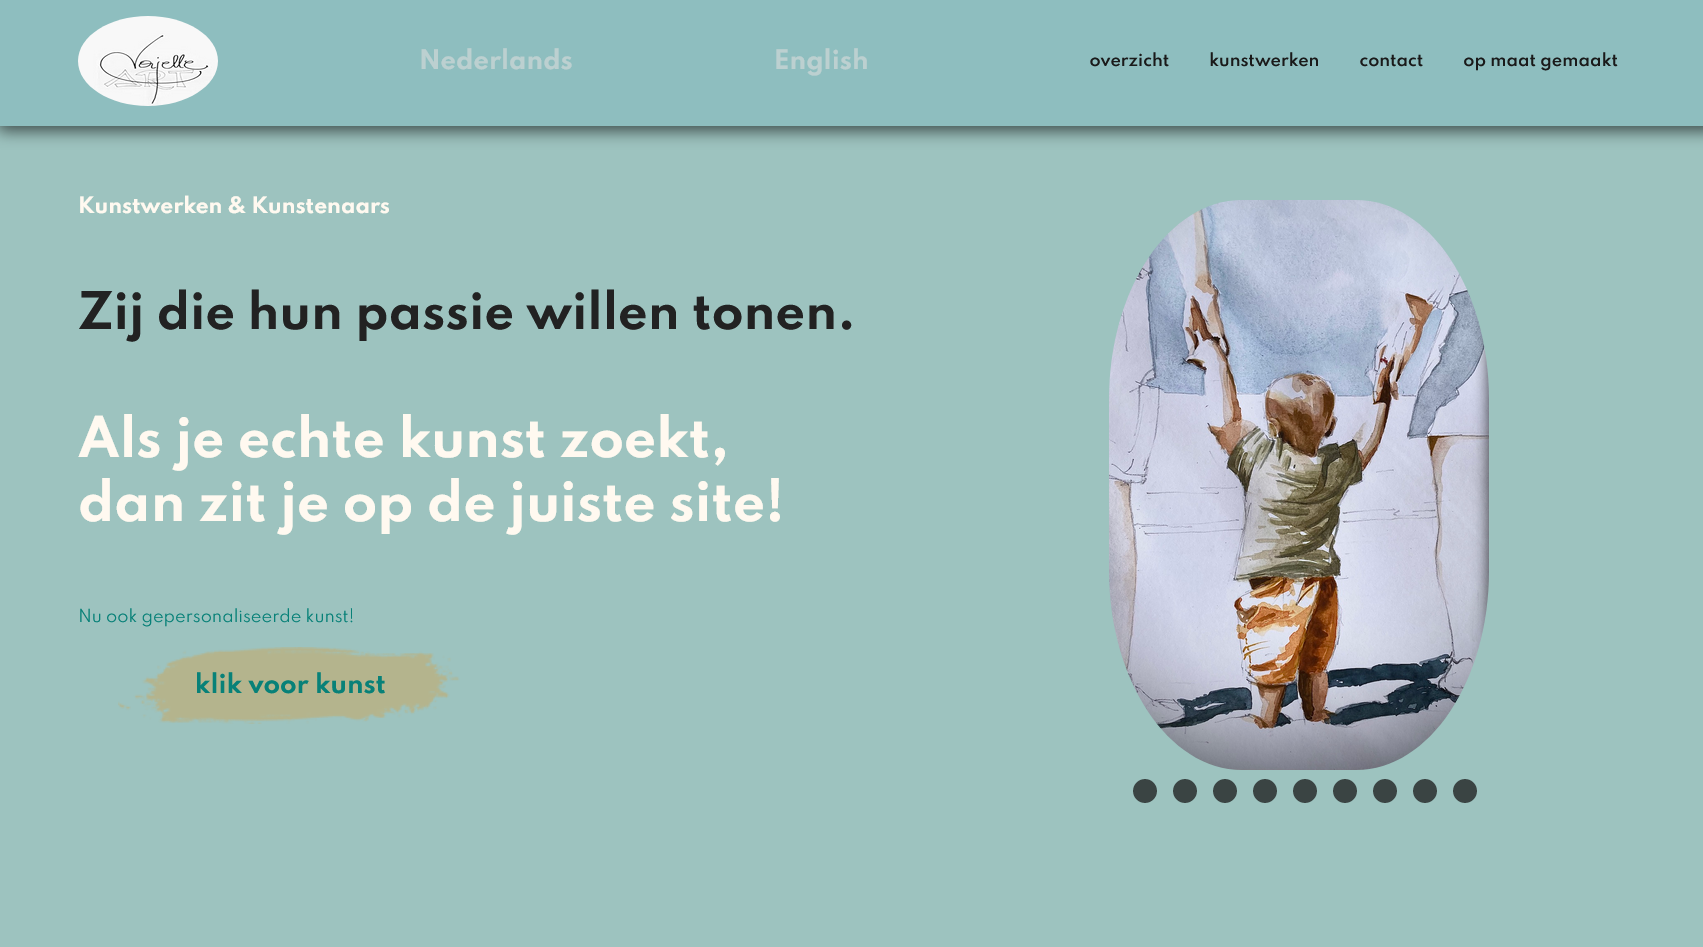 Vajelle
ART
Nederlands
English
overzicht
kunstwerken
contact
op maat gemaakt
Kunstwerken & Kunstenaars
Zij die hun passie willen tonen.
Als je echte kunst zoekt,
dan zit je op de juiste site!
Nu ook gepersonaliseerde kunst!
klik voor kunst